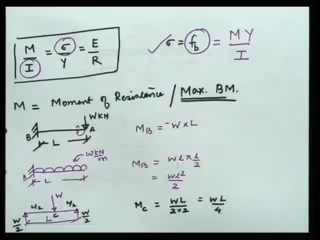 M/I = σ/Y = E/R
✓ σ = f_b = MY/I
M = Moment of Resistance / Max. BM.
W KN
B A
L
M_B = -W×L
W KN/m
B
L
M_B = WL × L/2
= WL²/2
W
L/2 L/2
C
L
W/2 W/2
M_C = WL/2×2 = WL/4